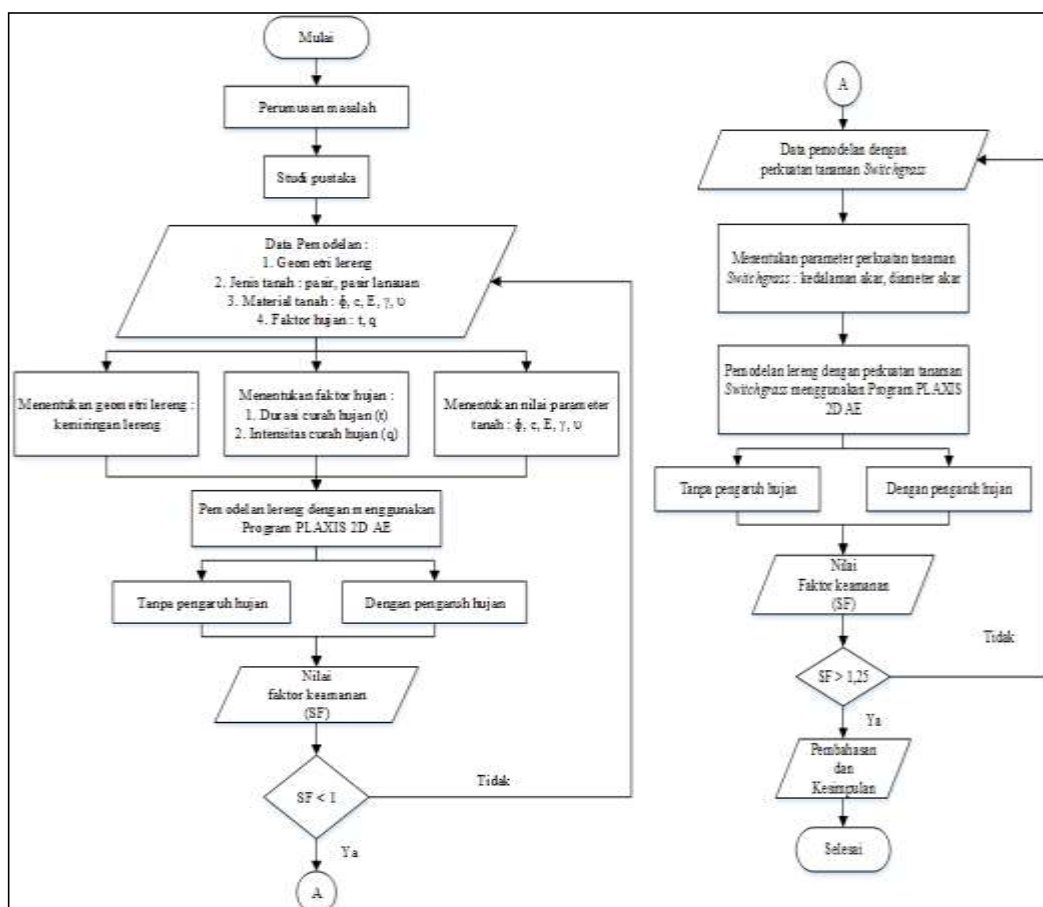 Mulai
Perumusan masalah
Studi pustaka
Data Pemodelan :
1. Geometri lereng
2. Jenis tanah : pasir, pasir lanauan
3. Material tanah : ϕ, c, E, γ, υ
4. Faktor hujan : t, q
Menentukan geometri lereng :
kemiringan lereng
Menentukan faktor hujan :
1. Durasi curah hujan (t)
2. Intensitas curah hujan (q)
Menentukan nilai parameter
tanah : ϕ, c, E, γ, υ
Pemodelan lereng dengan menggunakan
Program PLAXIS 2D AE
Tanpa pengaruh hujan
Dengan pengaruh hujan
Nilai
faktor keamanan
(SF)
SF < 1
Tidak
Ya
A
A
Data pemodelan dengan
perkuatan tanaman Switchgrass
Menentukan parameter perkuatan tanaman
Switchgrass : kedalaman akar, diameter akar
Pemodelan lereng dengan perkuatan tanaman
Switchgrass menggunakan Program PLAXIS
2D AE
Tanpa pengaruh hujan
Dengan pengaruh hujan
Nilai
Faktor keamanan
(SF)
Tidak
SF > 1,25
Ya
Pembahasan
dan
Kesimpulan
Selesai